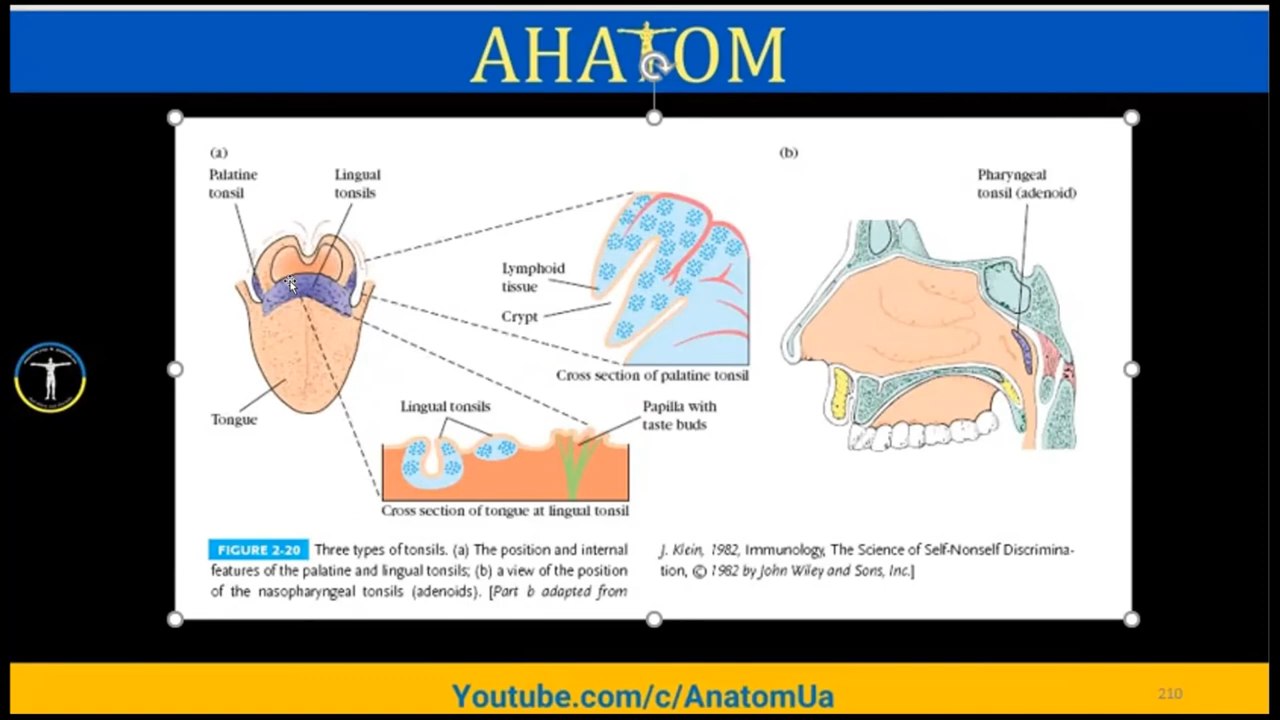 AHATOM
(a)
Palatine
tonsil
Lingual
tonsils
Lymphoid
tissue
Crypt
Cross section of palatine tonsil
Tongue
Lingual tonsils
Papilla with
taste buds
Cross section of tongue at lingual tonsil
(b)
Pharyngeal
tonsil (adenoid)
FIGURE 2-20 Three types of tonsils. (a) The position and internal
features of the palatine and lingual tonsils; (b) a view of the position
of the nasopharyngeal tonsils (adenoids). [Part b adapted from
J. Klein, 1982, Immunology, The Science of Self-Nonself Discrimina-
tion, © 1982 by John Wiley and Sons, Inc.]
Youtube.com/c/AnatomUa
210